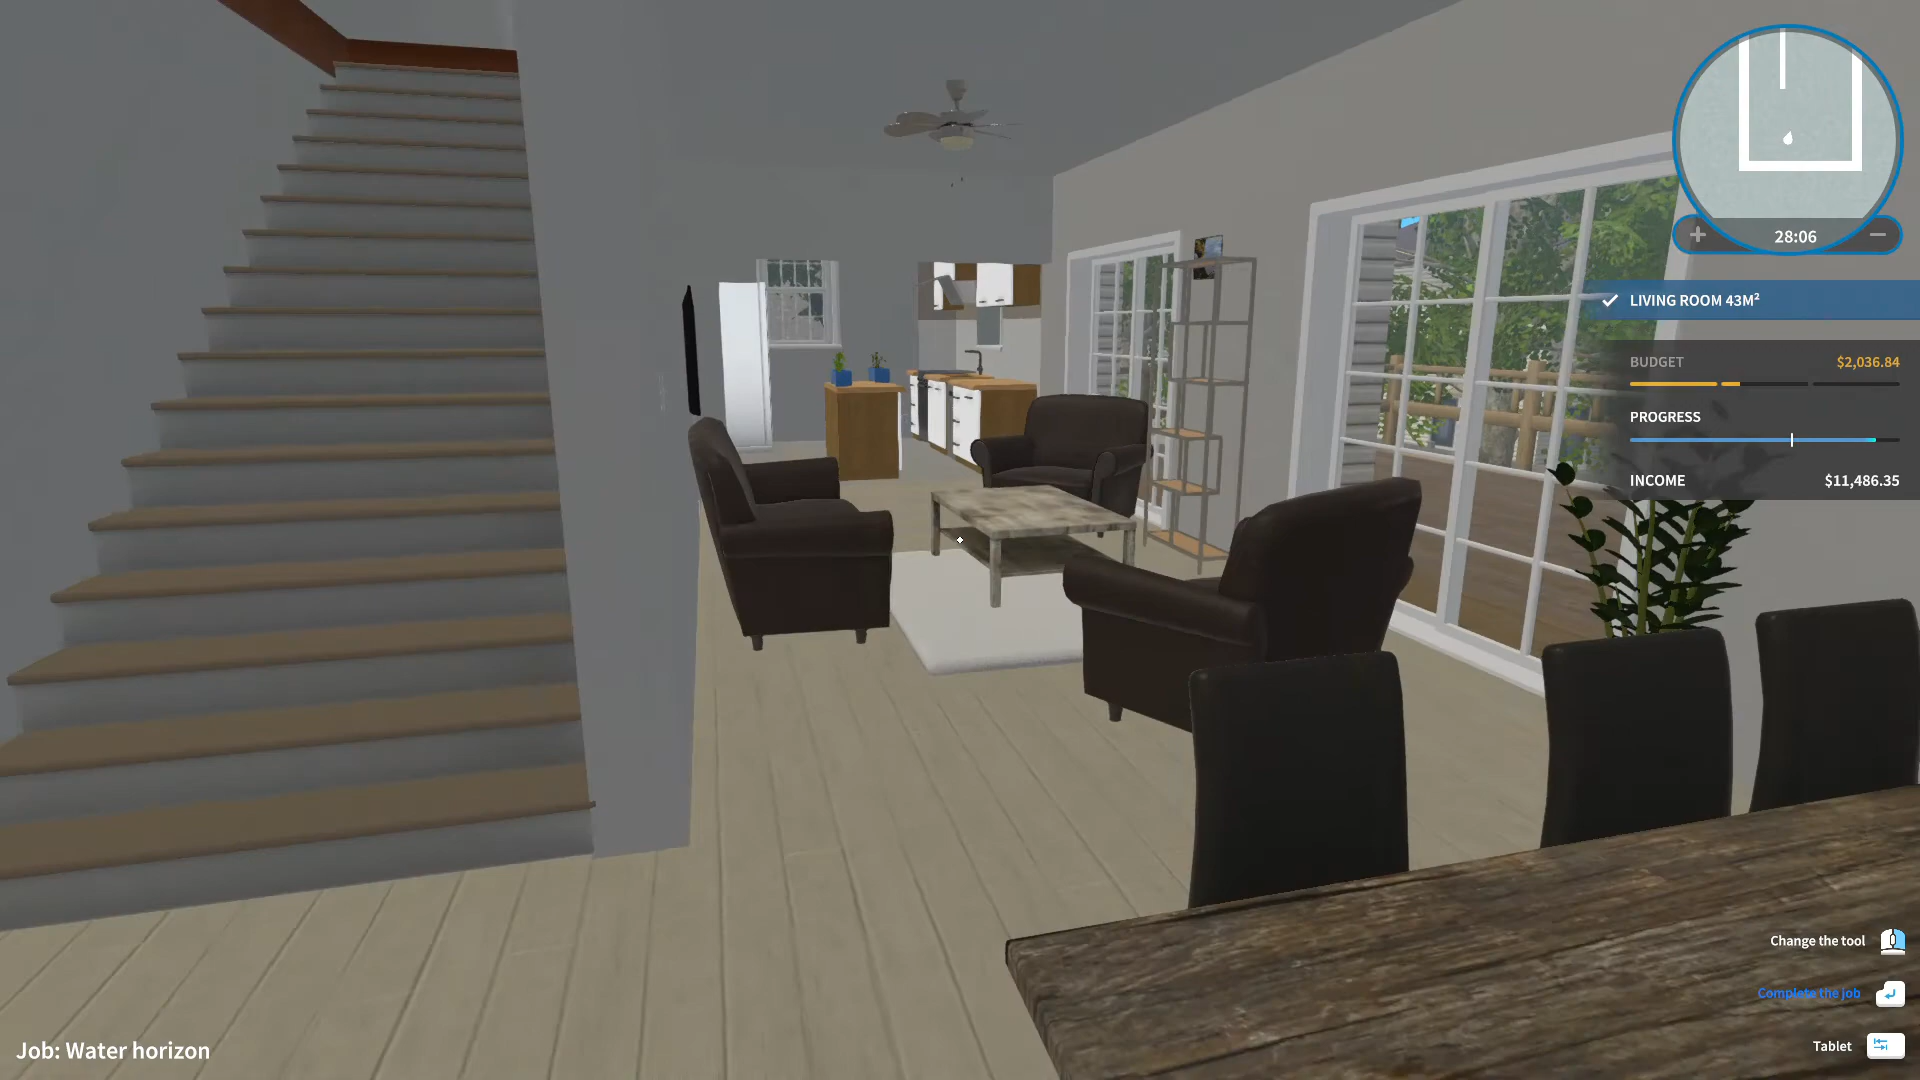 28:06
LIVING ROOM 43M²
BUDGET $2,036.84
PROGRESS
INCOME $11,486.35
Change the tool
Complete the job
Job: Water horizon
Tablet